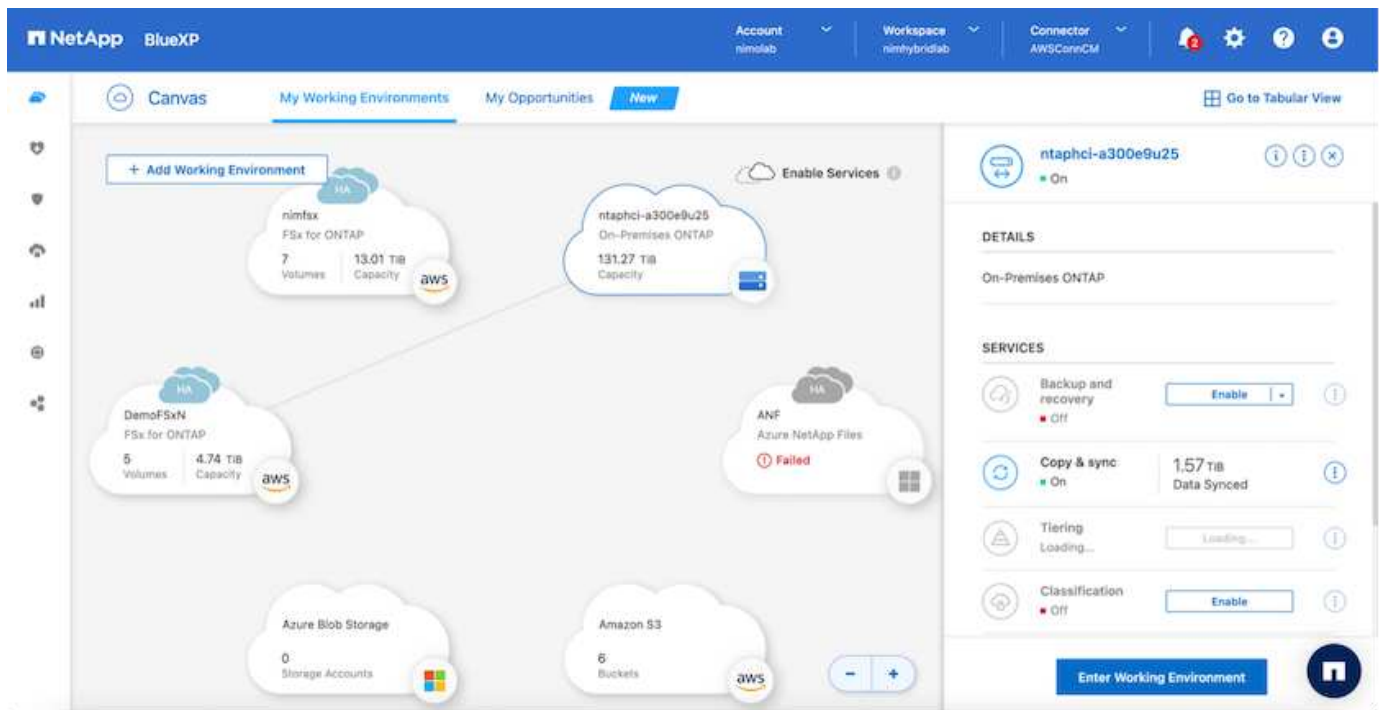 NetApp BlueXP
Account
nimolab
Workspace
nimhybridlab
Connector
AWSConnCM
2
Canvas
My Working Environments
My Opportunities
New
Go to Tabular View
+ Add Working Environment
Enable Services
HA
nimfsx
FSx for ONTAP
7
Volumes
13.01 TiB
Capacity
aws
ntaphci-a300e9u25
On-Premises ONTAP
131.27 TiB
Capacity
HA
DemoFSxN
FSx for ONTAP
5
Volumes
4.74 TiB
Capacity
aws
HA
ANF
Azure NetApp Files
Failed
Azure Blob Storage
0
Storage Accounts
Amazon S3
6
Buckets
aws
- +
ntaphci-a300e9u25
On
DETAILS
On-Premises ONTAP
SERVICES
Backup and
recovery
Off
Enable
Copy & sync
On
1.57 TiB
Data Synced
Tiering
Loading...
Loading...
Classification
Off
Enable
Enter Working Environment